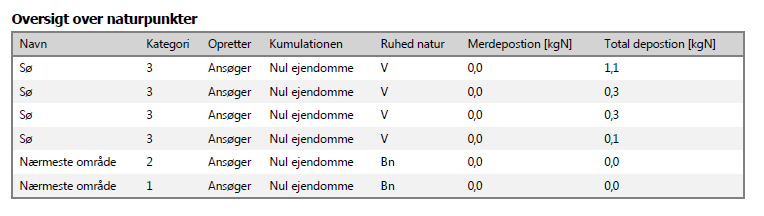 Oversigt over naturpunkter
Navn Kategori Opretter Kumulationen Ruhed natur Merdepostion [kgN] Total depostion [kgN]
Sø 3 Ansøger Nul ejendomme V 0,0 1,1
Sø 3 Ansøger Nul ejendomme V 0,0 0,3
Sø 3 Ansøger Nul ejendomme V 0,0 0,3
Sø 3 Ansøger Nul ejendomme V 0,0 0,1
Nærmeste område 2 Ansøger Nul ejendomme Bn 0,0 0,0
Nærmeste område 1 Ansøger Nul ejendomme Bn 0,0 0,0